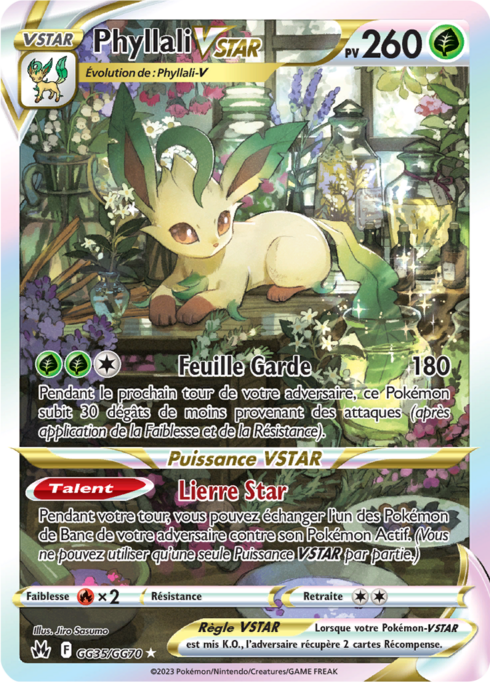 VSTAR
Phyllali VSTAR
PV 260
Évolution de : Phyllali-V
Feuille Garde 180
Pendant le prochain tour de votre adversaire, ce Pokémon
subit 30 dégâts de moins provenant des attaques (après
application de la Faiblesse et de la Résistance).
Puissance VSTAR
Talent Lierre Star
Pendant votre tour, vous pouvez échanger l'un des Pokémon
de Banc de votre adversaire contre son Pokémon Actif. (Vous
ne pouvez utiliser qu'une seule Puissance VSTAR par partie.)
Faiblesse ×2 Résistance Retraite
Illus. Jiro Sasumo
Règle VSTAR Lorsque votre Pokémon-VSTAR
est mis K.O., l'adversaire récupère 2 cartes Récompense.
F GG35/GG70
©2023 Pokémon/Nintendo/Creatures/GAME FREAK